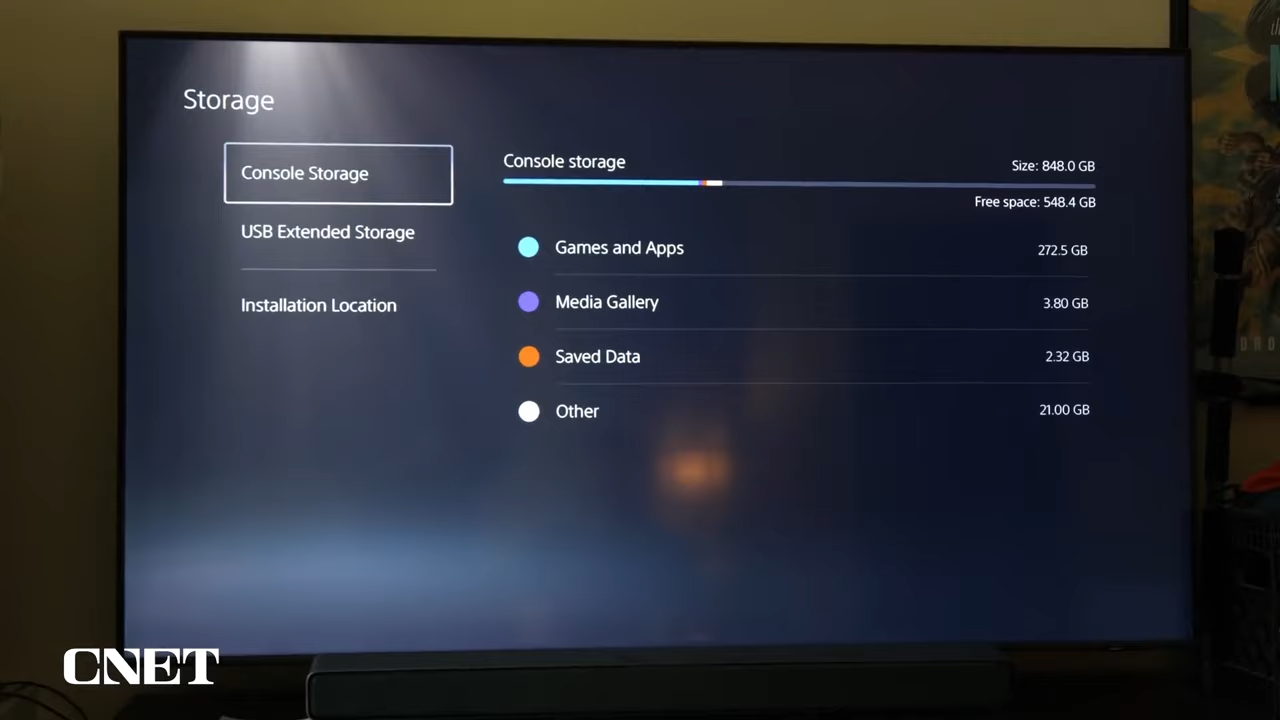 Storage
Console Storage
USB Extended Storage
Installation Location
Console storage
Size: 848.0 GB
Free space: 548.4 GB
Games and Apps 272.5 GB
Media Gallery 3.80 GB
Saved Data 2.32 GB
Other 21.00 GB
CNET